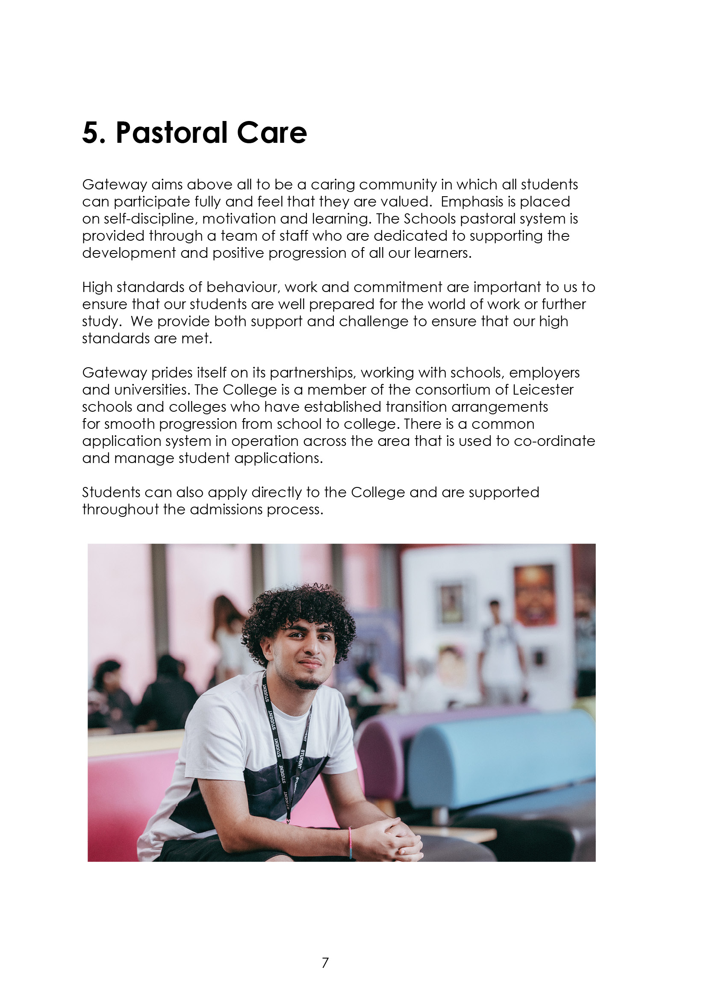 5. Pastoral Care
Gateway aims above all to be a caring community in which all students
can participate fully and feel that they are valued.  Emphasis is placed
on self-discipline, motivation and learning. The Schools pastoral system is
provided through a team of staff who are dedicated to supporting the
development and positive progression of all our learners.
High standards of behaviour, work and commitment are important to us to
ensure that our students are well prepared for the world of work or further
study.  We provide both support and challenge to ensure that our high
standards are met.
Gateway prides itself on its partnerships, working with schools, employers
and universities. The College is a member of the consortium of Leicester
schools and colleges who have established transition arrangements
for smooth progression from school to college. There is a common
application system in operation across the area that is used to co-ordinate
and manage student applications.
Students can also apply directly to the College and are supported
throughout the admissions process.
STUDENT
STUDENT
STUDENT
STUDENT
STUDENT
STUDENT
STUDENT
7